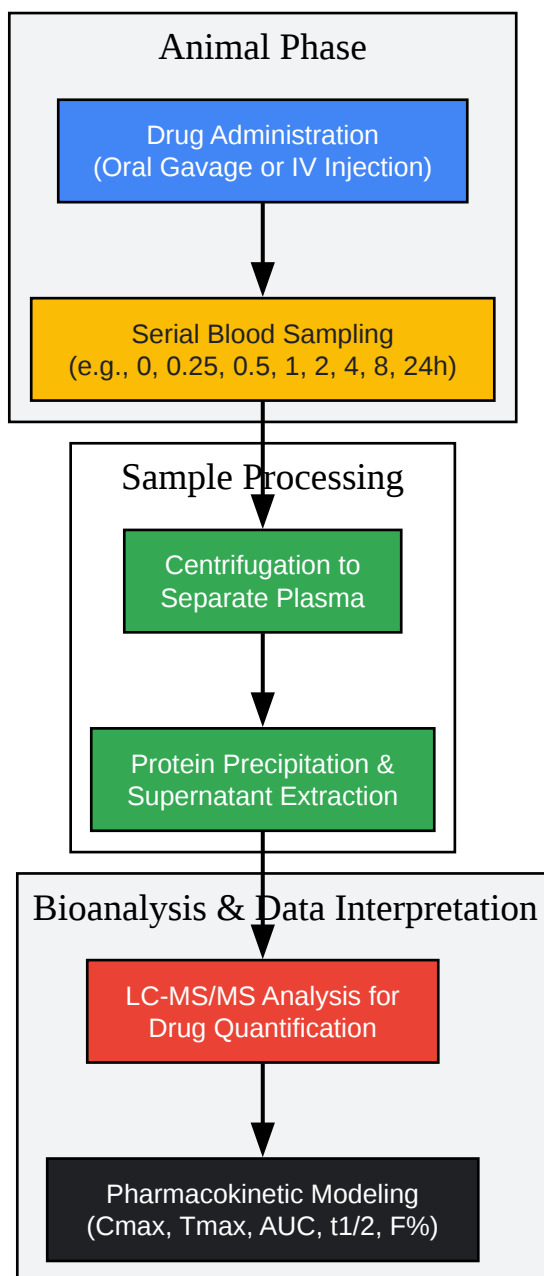 Animal Phase
Drug Administration
(Oral Gavage or IV Injection)
Serial Blood Sampling
(e.g., 0, 0.25, 0.5, 1, 2, 4, 8, 24h)
Sample Processing
Centrifugation to
Separate Plasma
Protein Precipitation &
Supernatant Extraction
Bioanalysis & Data Interpretation
LC-MS/MS Analysis for
Drug Quantification
Pharmacokinetic Modeling
(Cmax, Tmax, AUC, t1/2, F%)